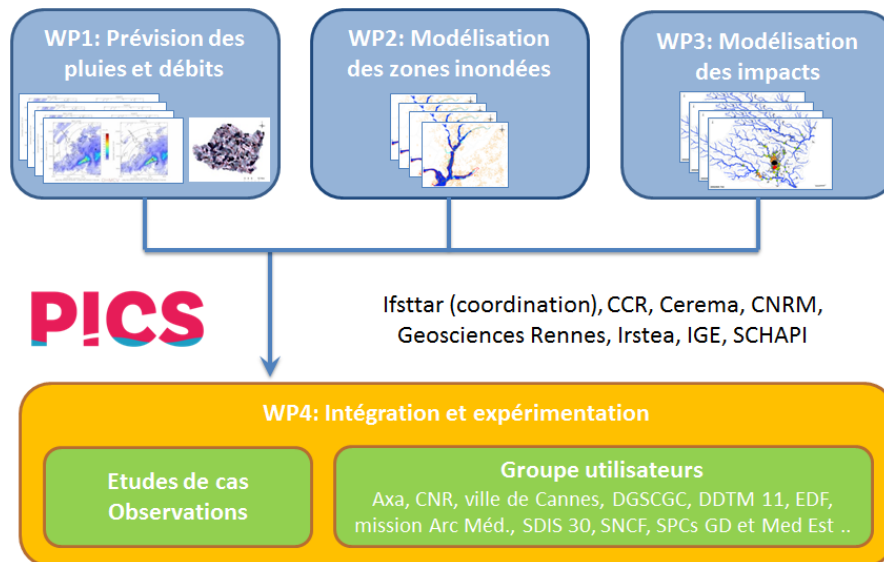 WP1: Prévision des
pluies et débits
WP2: Modélisation
des zones inondées
WP3: Modélisation
des impacts
P!CS
Ifsttar (coordination), CCR, Cerema, CNRM,
Geosciences Rennes, Irstea, IGE, SCHAPI
WP4: Intégration et expérimentation
Etudes de cas
Observations
Groupe utilisateurs
Axa, CNR, ville de Cannes, DGSCGC, DDTM 11, EDF,
mission Arc Méd., SDIS 30, SNCF, SPCs GD et Med Est ..